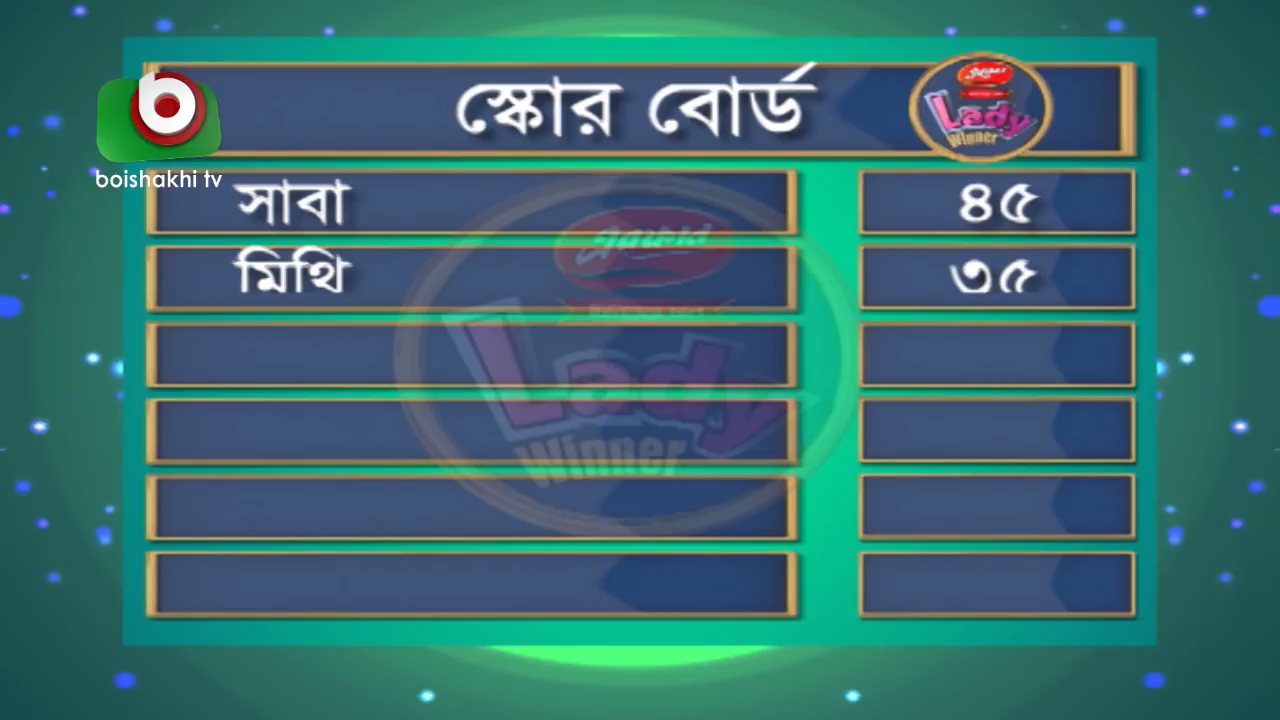 স্কোর বোর্ড
Lady
Winner
boishakhi tv
সাবা ৪৫
মিথি ৩৫
Lady
Winner